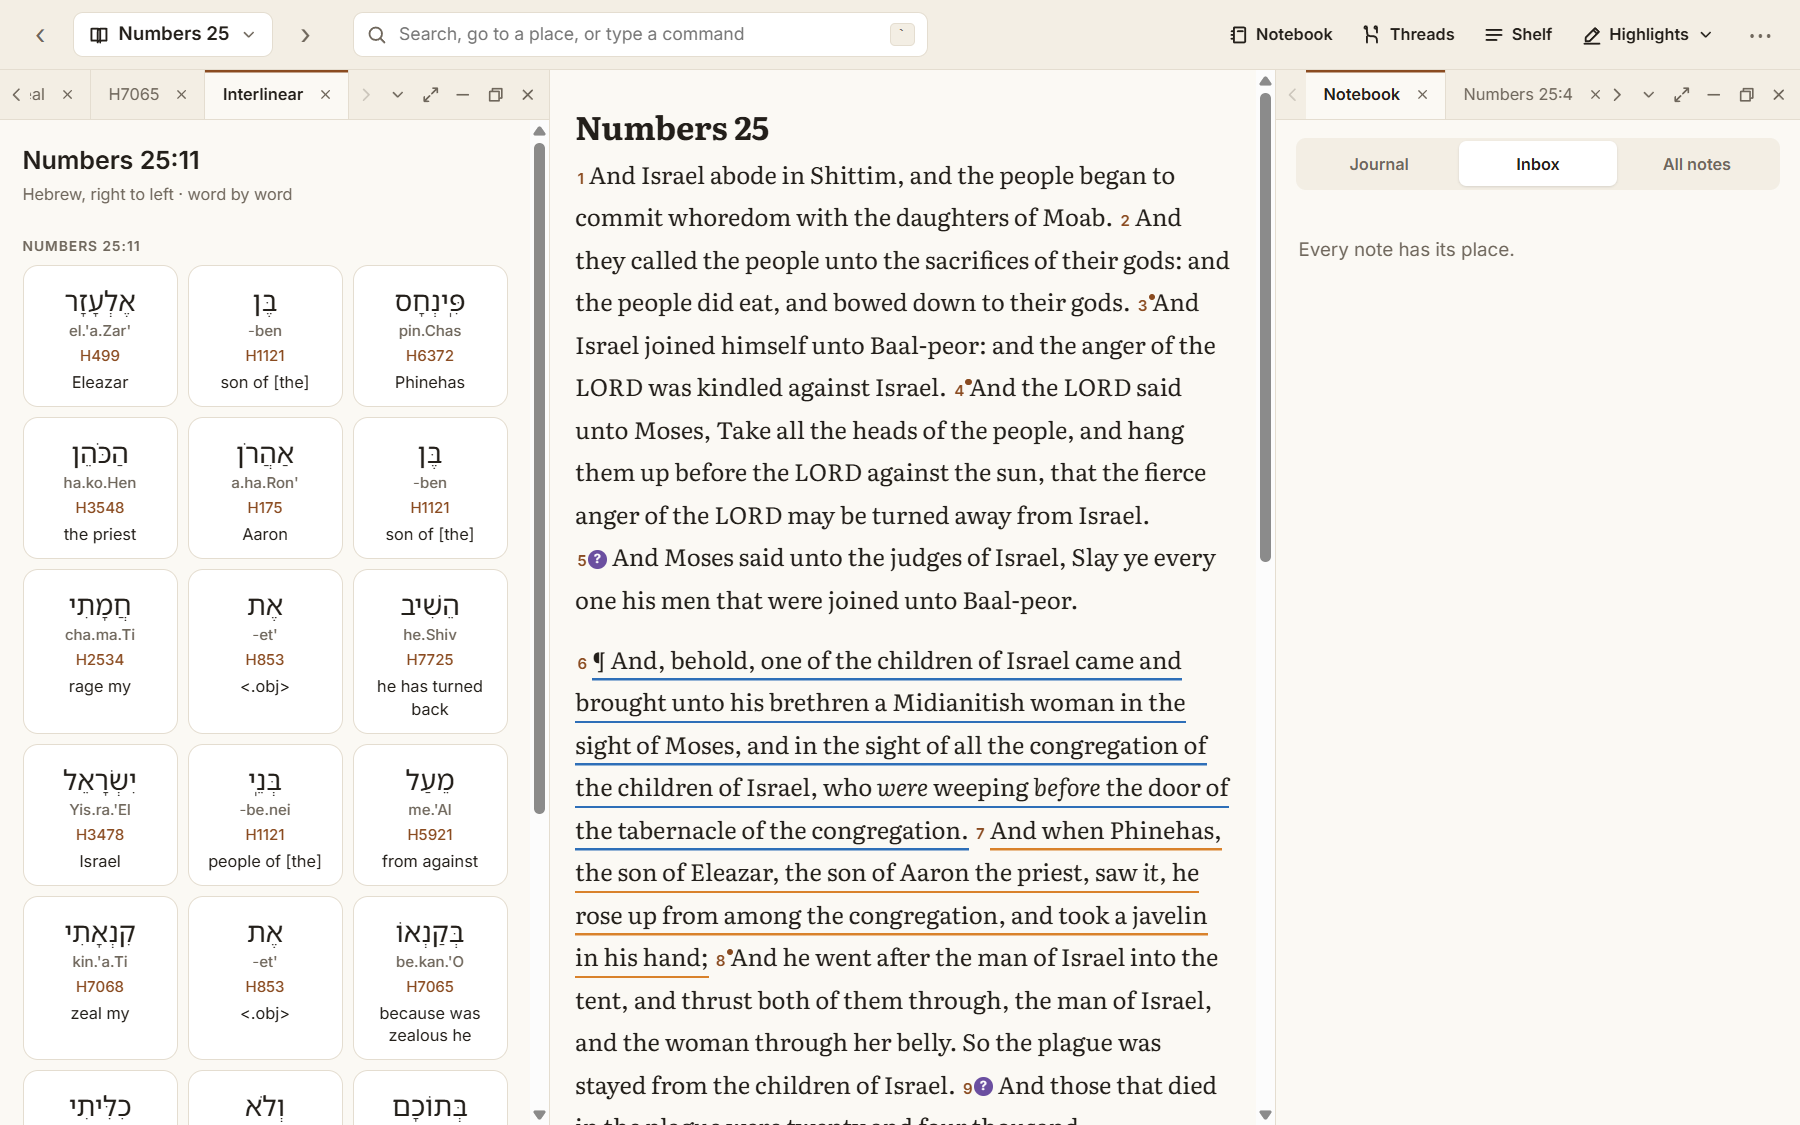 Numbers 25
Search, go to a place, or type a command
`
Notebook
Threads
Shelf
Highlights
eal
H7065
Interlinear
Numbers 25:11
Hebrew, right to left · word by word
NUMBERS 25:11
פִּינְחָס
pin.Chas
H6372
Phinehas
בֶּן
-ben
H1121
son of [the]
אֶלְעָזָר
el.'a.Zar'
H499
Eleazar
בֶּן
-ben
H1121
son of [the]
אַהֲרֹן
a.ha.Ron'
H175
Aaron
הַכֹּהֵן
ha.ko.Hen
H3548
the priest
הֵשִׁיב
he.Shiv
H7725
he has turned
back
אֶת
-et'
H853
<.obj>
חֲמָתִי
cha.ma.Ti
H2534
rage my
מֵעַל
me.'Al
H5921
from against
בְּנֵי
-be.nei
H1121
people of [the]
יִשְׂרָאֵל
Yis.ra.'El
H3478
Israel
בְּקַנְאוֹ
be.kan.'O
H7065
because was
zealous he
אֶת
-et'
H853
<.obj>
קִנְאָתִי
kin.'a.Ti
H7068
zeal my
בְּתוֹכָם
וְלֹא
כִלִּיתִי
Numbers 25
1 And Israel abode in Shittim, and the people began to
commit whoredom with the daughters of Moab. 2 And
they called the people unto the sacrifices of their gods: and
the people did eat, and bowed down to their gods. 3 And
Israel joined himself unto Baal-peor: and the anger of the
LORD was kindled against Israel. 4 And the LORD said
unto Moses, Take all the heads of the people, and hang
them up before the LORD against the sun, that the fierce
anger of the LORD may be turned away from Israel.
5 ? And Moses said unto the judges of Israel, Slay ye every
one his men that were joined unto Baal-peor.
6 ¶ And, behold, one of the children of Israel came and
brought unto his brethren a Midianitish woman in the
sight of Moses, and in the sight of all the congregation of
the children of Israel, who were weeping before the door of
the tabernacle of the congregation. 7 And when Phinehas,
the son of Eleazar, the son of Aaron the priest, saw it, he
rose up from among the congregation, and took a javelin
in his hand; 8 And he went after the man of Israel into the
tent, and thrust both of them through, the man of Israel,
and the woman through her belly. So the plague was
stayed from the children of Israel. 9 ? And those that died
in the plague were twenty and four thousand.
Notebook
Numbers 25:4
Journal
Inbox
All notes
Every note has its place.